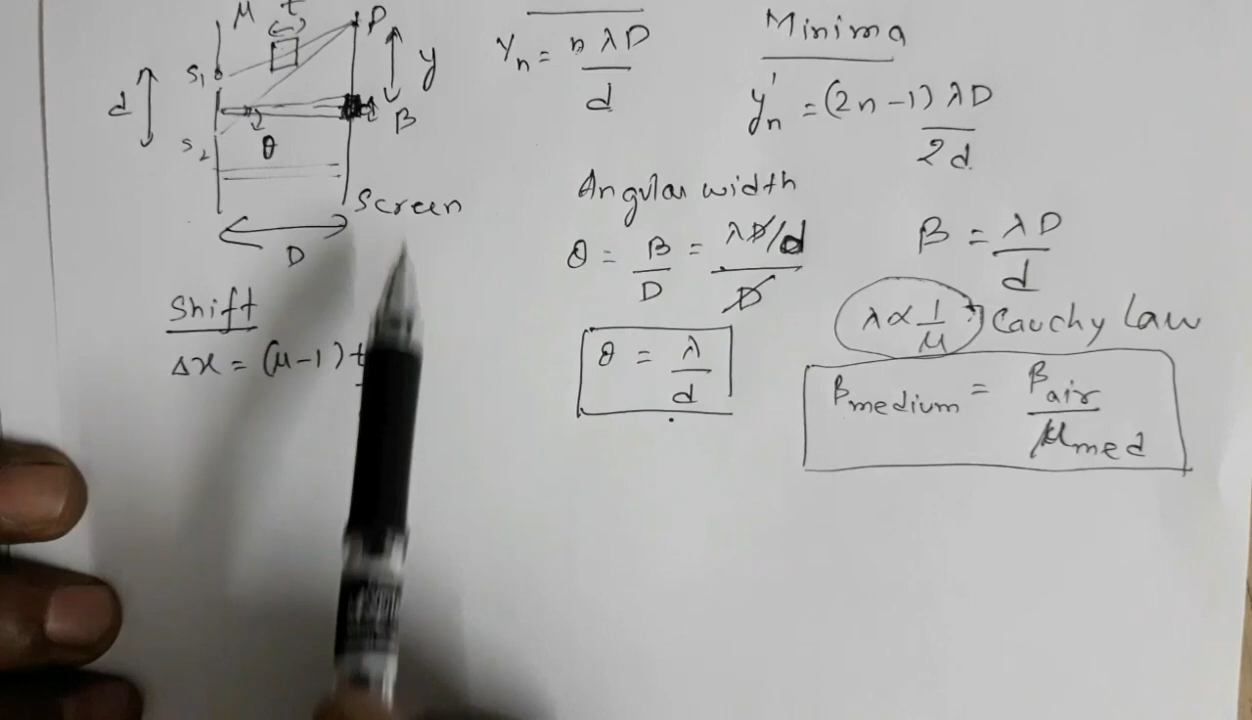 μ t P
S₁
d
y
β
S₂ θ
Screen
D
yₙ = nλD/d
Minima
y'ₙ = (2n-1) λD/2d
Angular width
θ = β/D = λD/d / D
β = λD/d
θ = λ/d
λ ∝ 1/μ Cauchy Law
βmedium = βair/μmed
Shift
Δx = (μ-1)t